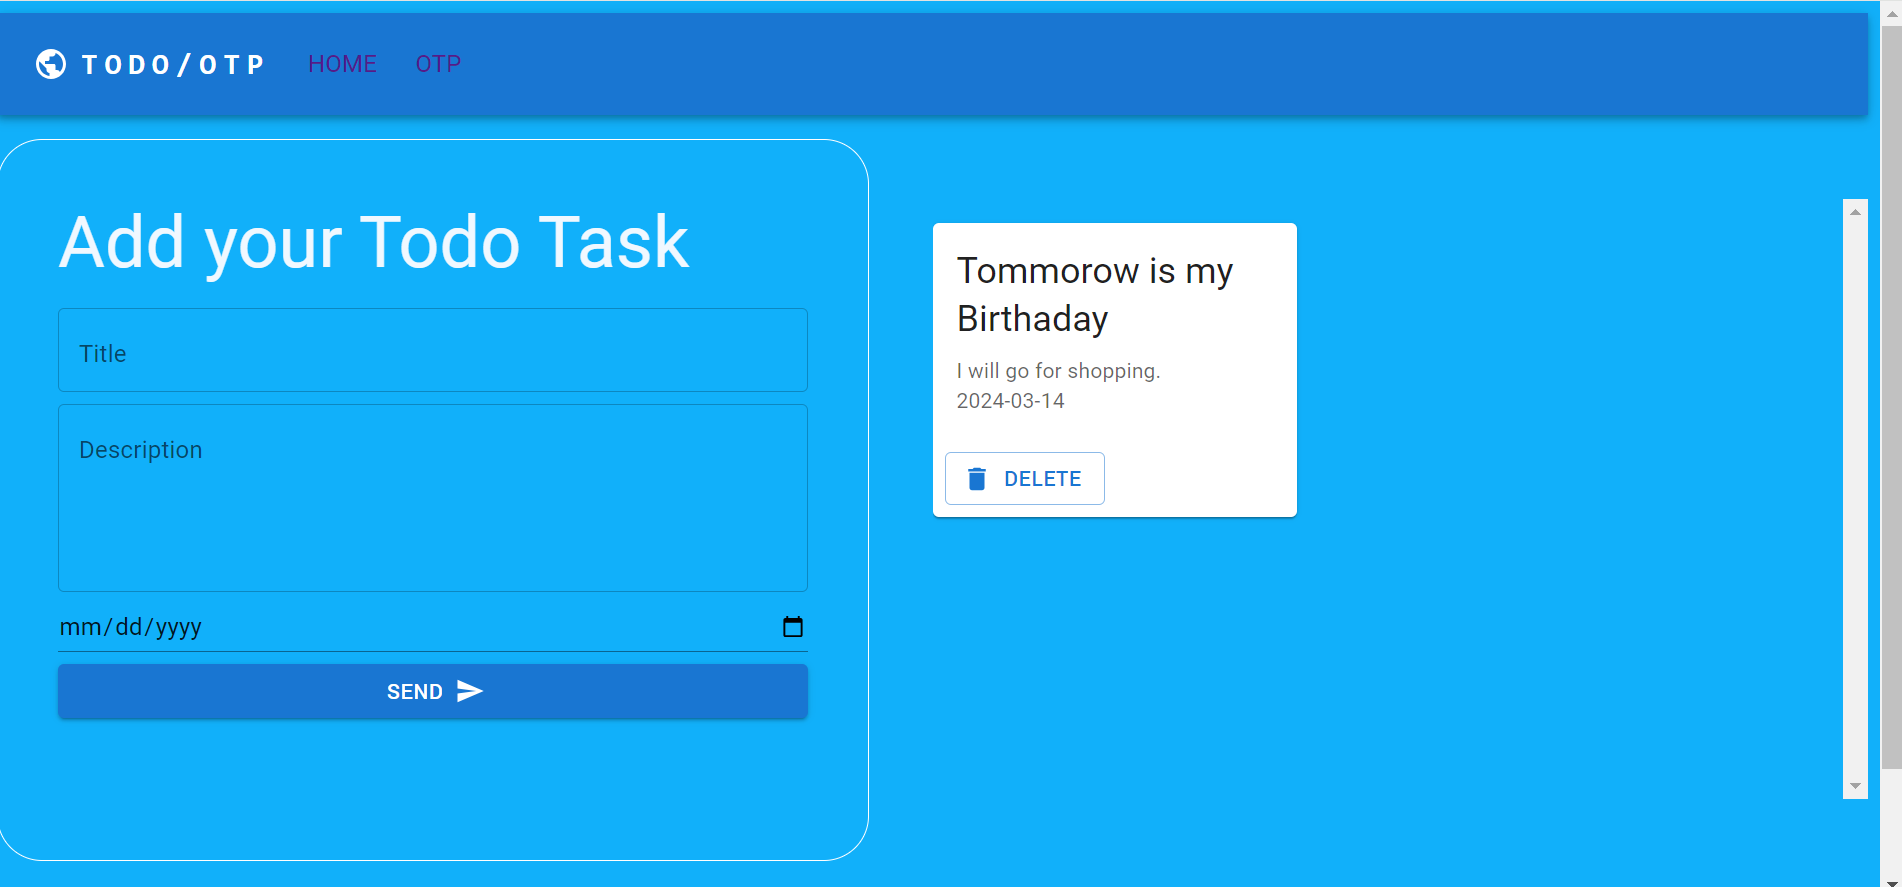 TODO/OTP HOME OTP
Add your Todo Task
Title
Description
mm/dd/yyyy
SEND
Tommorow is my
Birthaday
I will go for shopping.
2024-03-14
DELETE